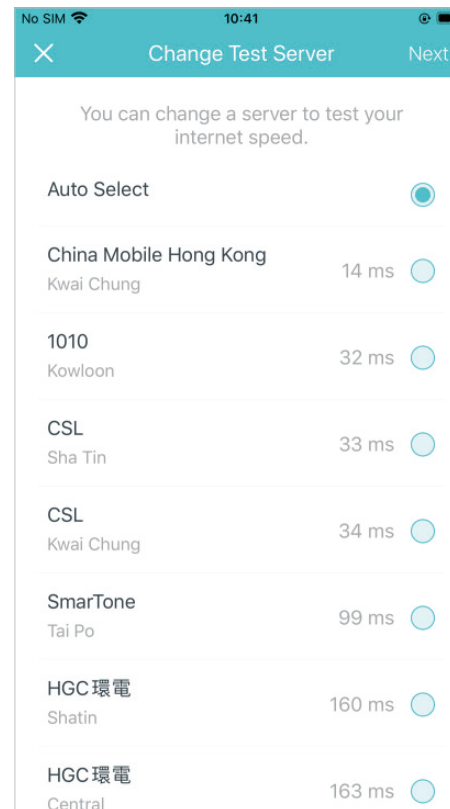 No SIM 10:41
Change Test Server Next
You can change a server to test your
internet speed.
Auto Select
China Mobile Hong Kong
Kwai Chung
14 ms
1010
Kowloon
32 ms
CSL
Sha Tin
33 ms
CSL
Kwai Chung
34 ms
SmarTone
Tai Po
99 ms
HGC環電
Shatin
160 ms
HGC環電
Central
163 ms